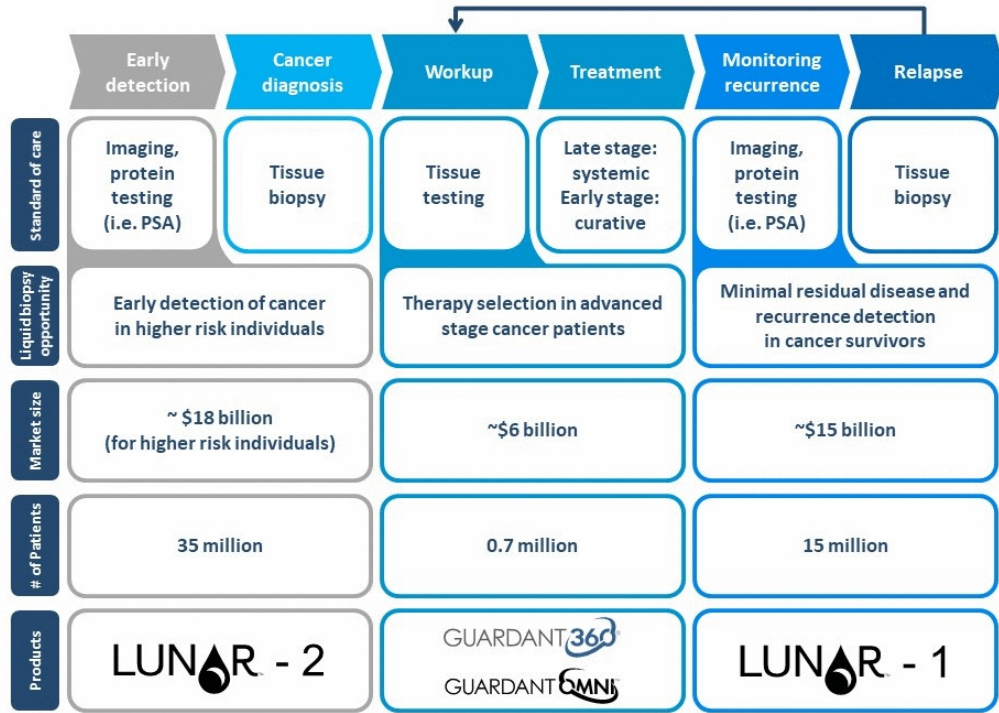 Early
detection
Cancer
diagnosis
Workup
Treatment
Monitoring
recurrence
Relapse
Standard of care
Imaging,
protein
testing
(i.e. PSA)
Tissue
biopsy
Tissue
testing
Late stage:
systemic
Early stage:
curative
Imaging,
protein
testing
(i.e. PSA)
Tissue
biopsy
Liquid biopsy
opportunity
Early detection of cancer
in higher risk individuals
Therapy selection in advanced
stage cancer patients
Minimal residual disease and
recurrence detection
in cancer survivors
Market size
~ $18 billion
(for higher risk individuals)
~$6 billion
~$15 billion
# of Patients
35 million
0.7 million
15 million
Products
LUNAR™ - 2
GUARDANT360®
GUARDANT OMNI™
LUNAR™ - 1